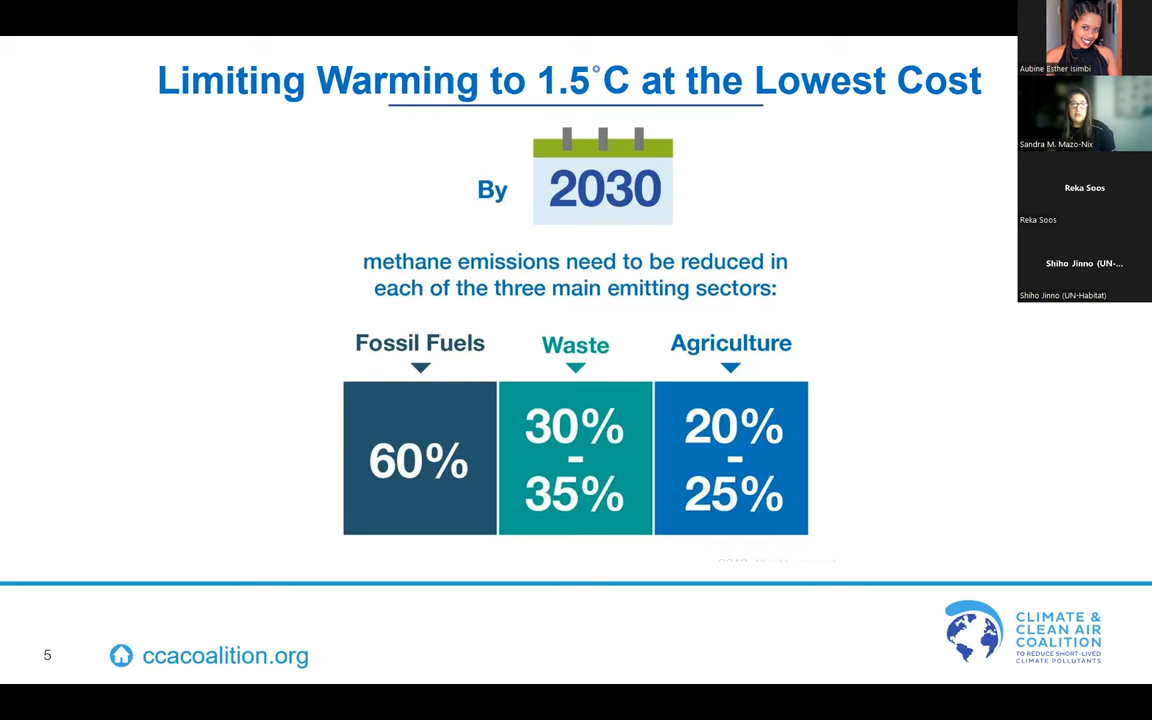 Limiting Warming to 1.5°C at the Lowest Cost
By
2030
methane emissions need to be reduced in
each of the three main emitting sectors:
Fossil Fuels
Waste
Agriculture
60%
30%
-
35%
20%
-
25%
5
ccacoalition.org
CLIMATE &
CLEAN AIR
COALITION
TO REDUCE SHORT-LIVED
CLIMATE POLLUTANTS
Aubine Esther Isimbi
Sandra M. Mazo-Nix
Reka Soos
Reka Soos
Shiho Jinno (UN-...
Shiho Jinno (UN-Habitat)